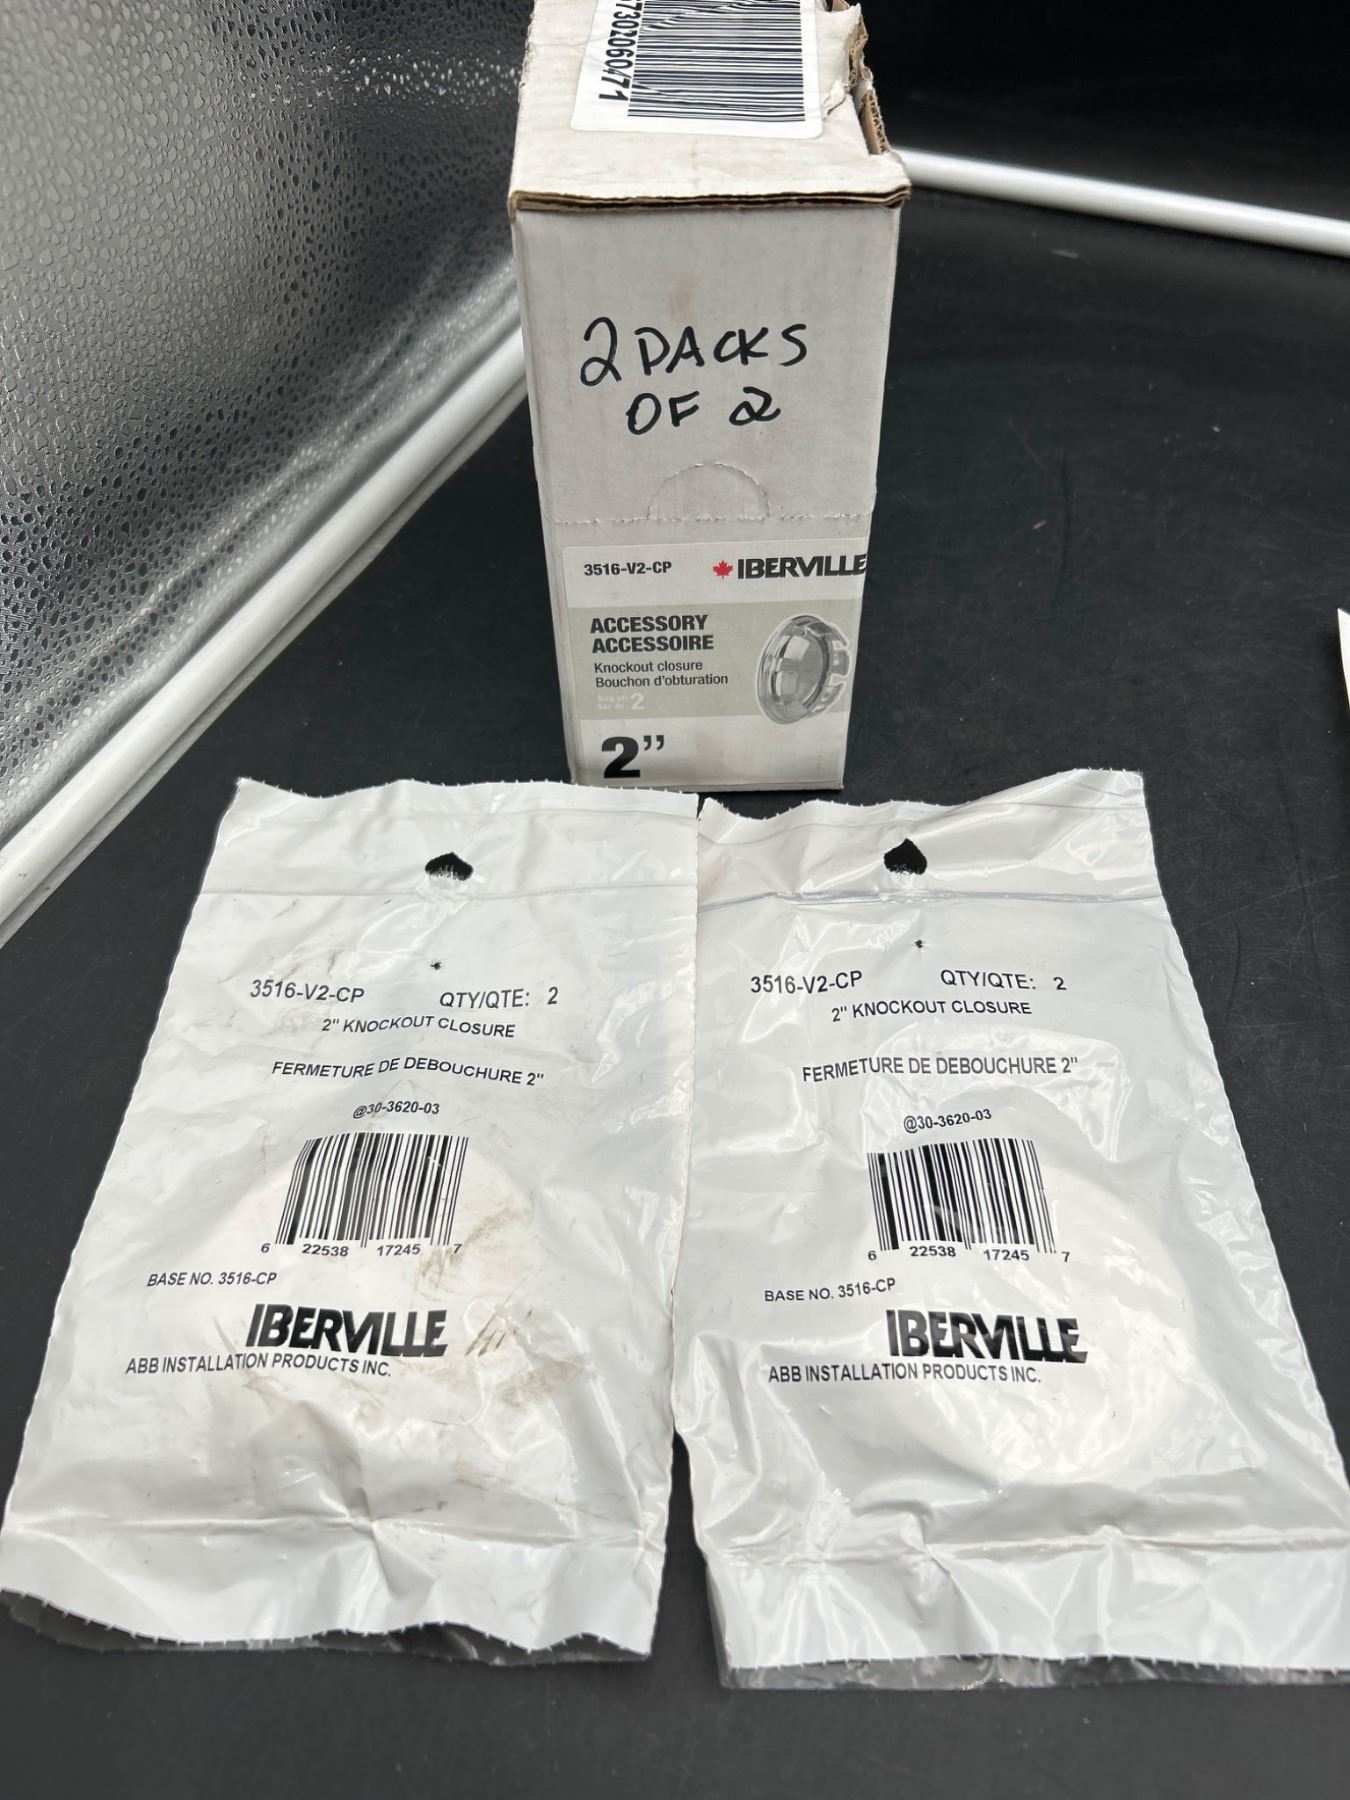 7302060471
2 PACKS
OF 2
3516-V2-CP
IBERVILLE
ACCESSORY
ACCESSOIRE
Knockout closure
Bouchon d'obturation
2
2"
3516-V2-CP QTY/QTE: 2
2" KNOCKOUT CLOSURE
FERMETURE DE DEBOUCHURE 2"
@30-3620-03
6 22538 17245 7
BASE NO. 3516-CP
IBERVILLE
ABB INSTALLATION PRODUCTS INC.
3516-V2-CP QTY/QTE: 2
2" KNOCKOUT CLOSURE
FERMETURE DE DEBOUCHURE 2"
@30-3620-03
6 22538 17245 7
BASE NO. 3516-CP
IBERVILLE
ABB INSTALLATION PRODUCTS INC.